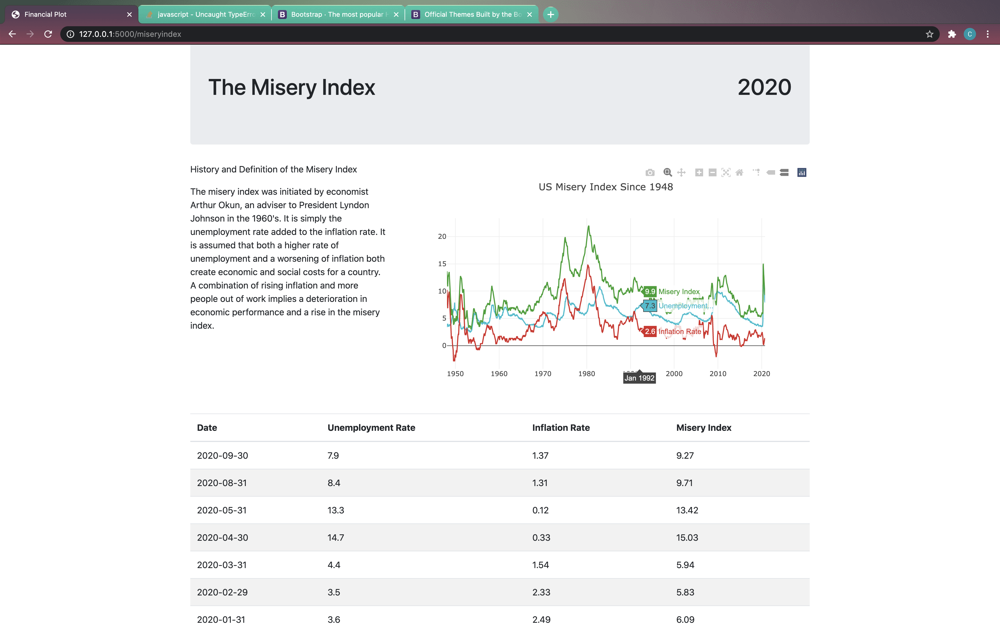 Financial Plot
javascript - Uncaught TypeErro
Bootstrap · The most popular H
Official Themes Built by the Bo
127.0.0.1:5000/miseryindex
C
The Misery Index 2020
History and Definition of the Misery Index
The misery index was initiated by economist
Arthur Okun, an adviser to President Lyndon
Johnson in the 1960's. It is simply the
unemployment rate added to the inflation rate. It
is assumed that both a higher rate of
unemployment and a worsening of inflation both
create economic and social costs for a country.
A combination of rising inflation and more
people out of work implies a deterioration in
economic performance and a rise in the misery
index.
US Misery Index Since 1948
20
15
10
5
0
9.9 Misery Index
7.3 Unemployment...
2.6 Inflation Rate
1950 1960 1970 1980 2000 2010 2020
Jan 1992
Date Unemployment Rate Inflation Rate Misery Index
2020-09-30 7.9 1.37 9.27
2020-08-31 8.4 1.31 9.71
2020-05-31 13.3 0.12 13.42
2020-04-30 14.7 0.33 15.03
2020-03-31 4.4 1.54 5.94
2020-02-29 3.5 2.33 5.83
2020-01-31 3.6 2.49 6.09